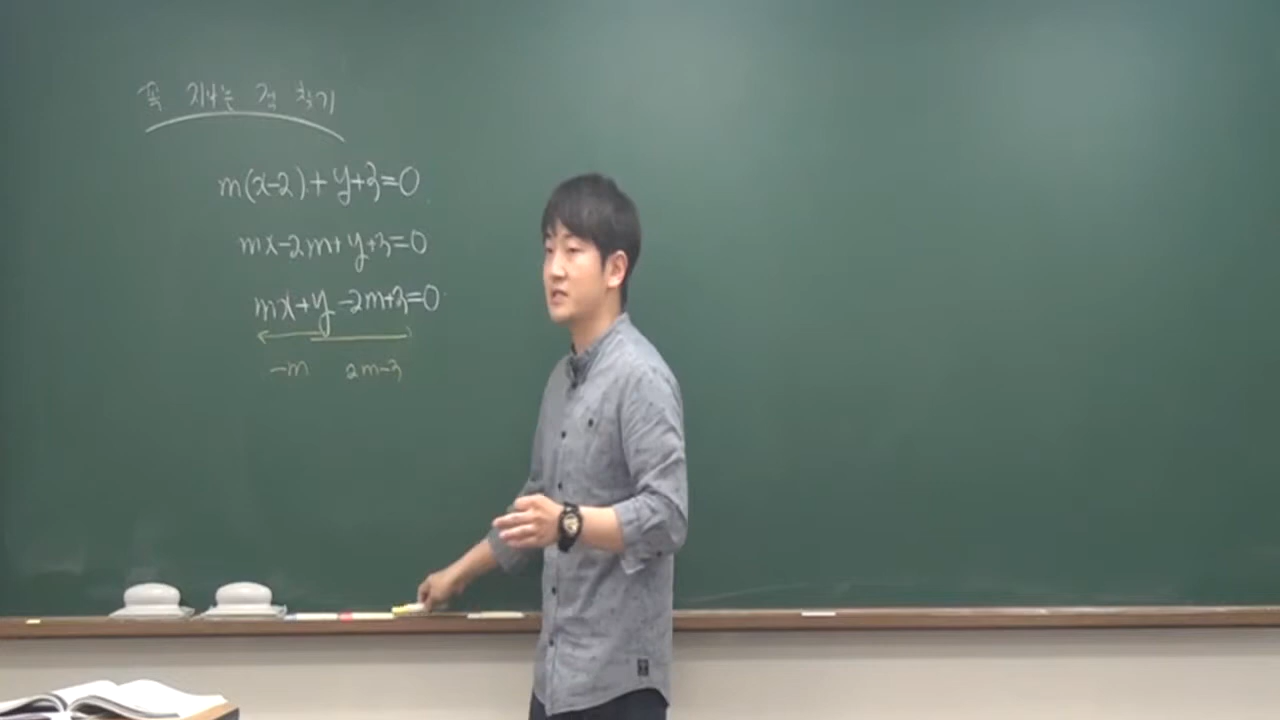 꼭 지나는 점 찾기
m(x-2)+y+3=0
mx-2m+y+3=0
mx+y-2m+3=0
-m 2m-3